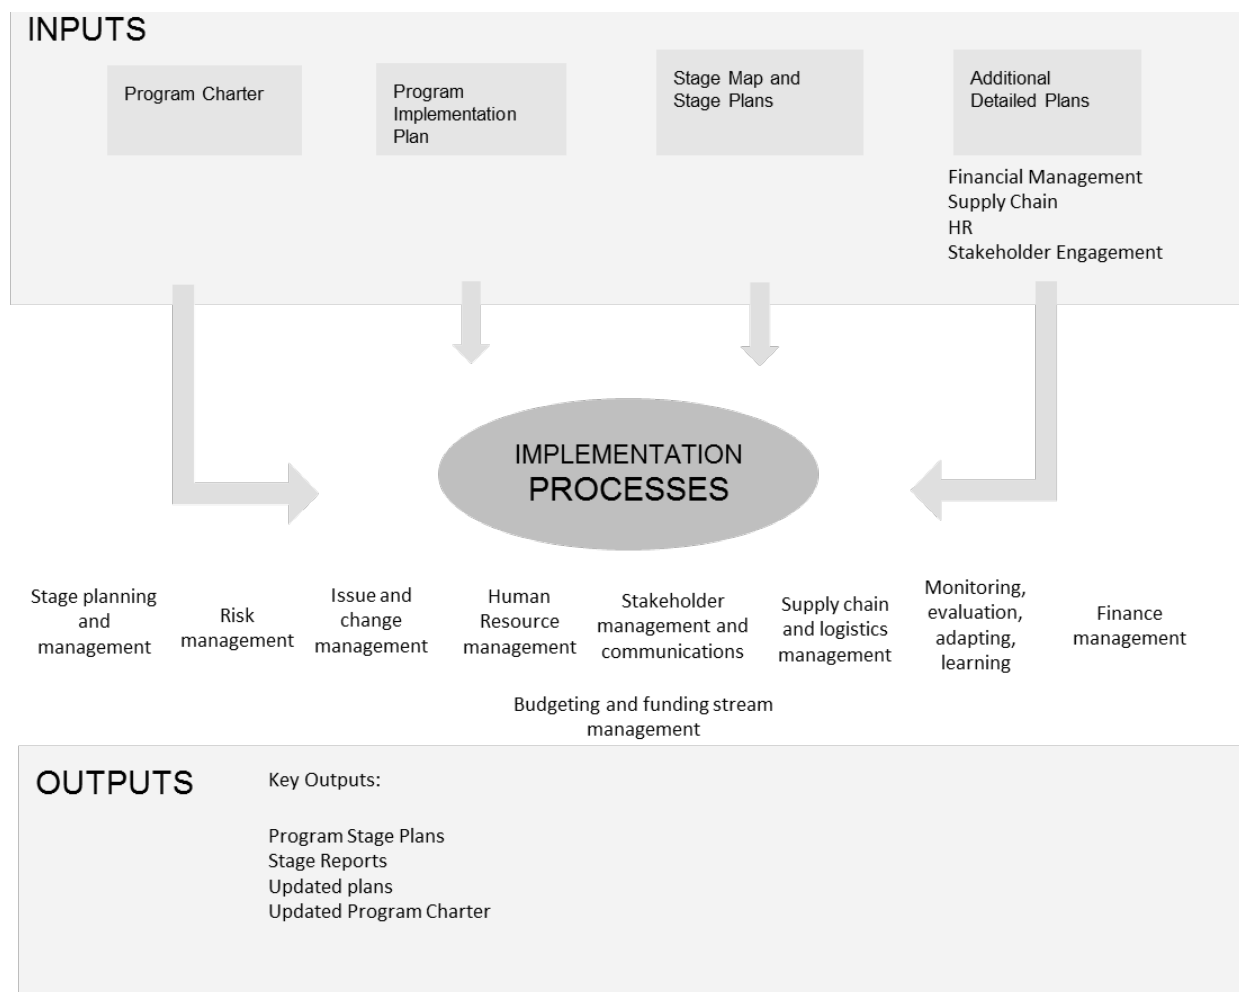 INPUTS
Program Charter
Program
Implementation
Plan
Stage Map and
Stage Plans
Additional
Detailed Plans
Financial Management
Supply Chain
HR
Stakeholder Engagement
IMPLEMENTATION
PROCESSES
Stage planning
and
management
Risk
management
Issue and
change
management
Human
Resource
management
Stakeholder
management and
communications
Supply chain
and logistics
management
Monitoring,
evaluation,
adapting,
learning
Finance
management
Budgeting and funding stream
management
OUTPUTS
Key Outputs:
Program Stage Plans
Stage Reports
Updated plans
Updated Program Charter